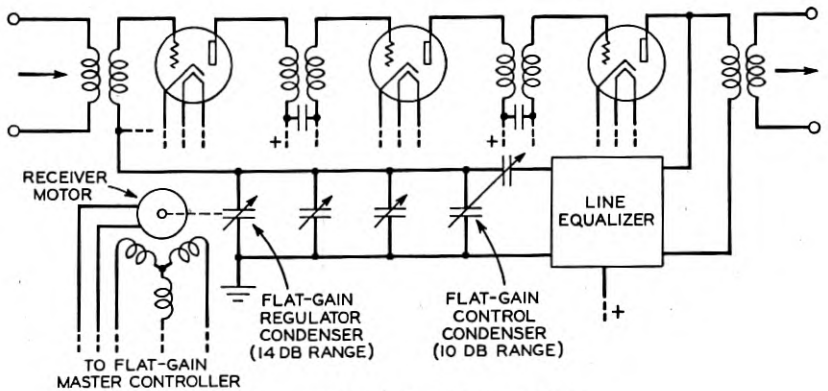 RECEIVER
MOTOR
LINE
EQUALIZER
+
+
+
FLAT-GAIN
REGULATOR
CONDENSER
(14 DB RANGE)
FLAT-GAIN
CONTROL
CONDENSER
(10 DB RANGE)
TO FLAT-GAIN
MASTER CONTROLLER